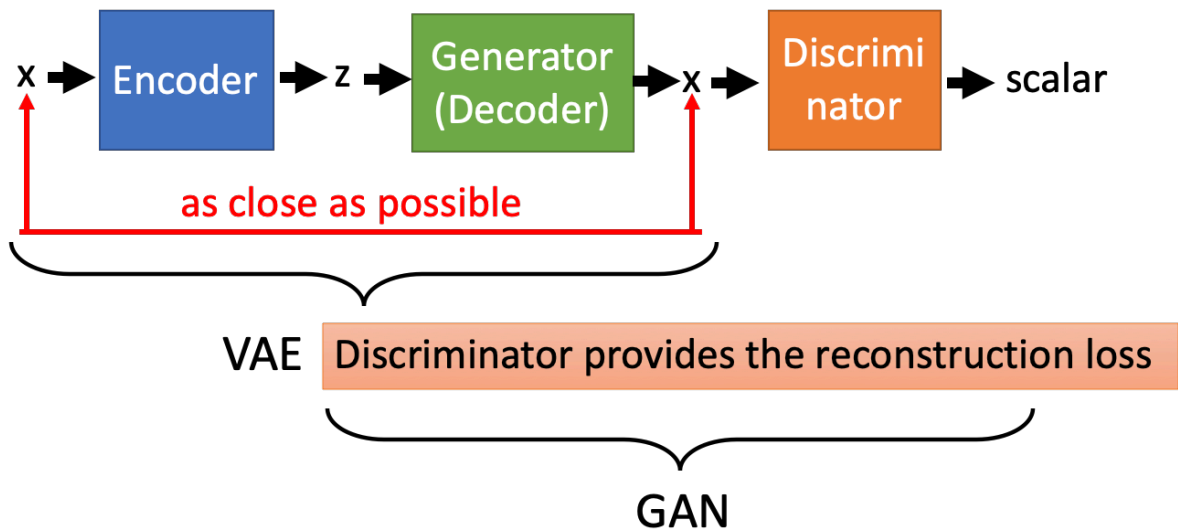 x
Encoder
z
Generator
(Decoder)
x
Discrimi
nator
scalar
as close as possible
VAE
Discriminator provides the reconstruction loss
GAN